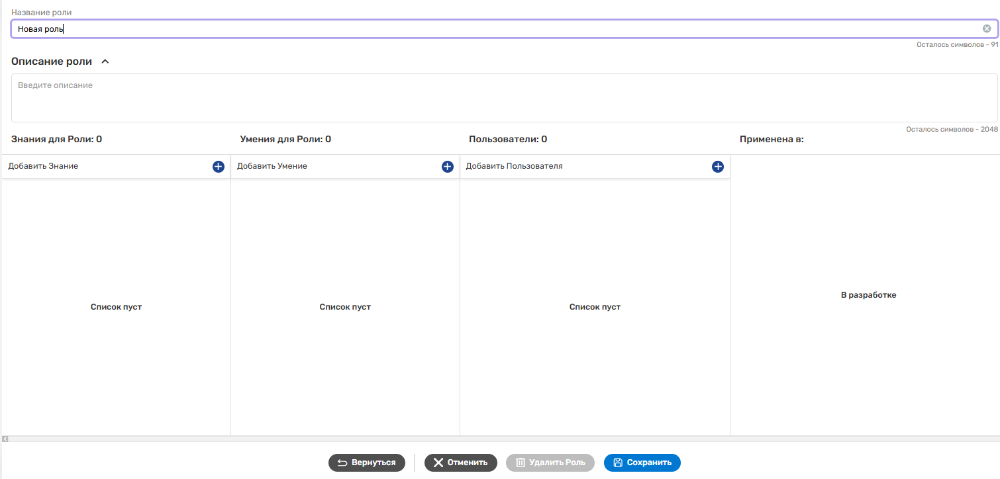 Название роли
Новая роль
Осталось символов - 91
Описание роли
Введите описание
Осталось символов - 2048
Знания для Роли: 0
Умения для Роли: 0
Пользователи: 0
Применена в:
Добавить Знание
Добавить Умение
Добавить Пользователя
Список пуст
Список пуст
Список пуст
В разработке
Вернуться
Отменить
Удалить Роль
Сохранить